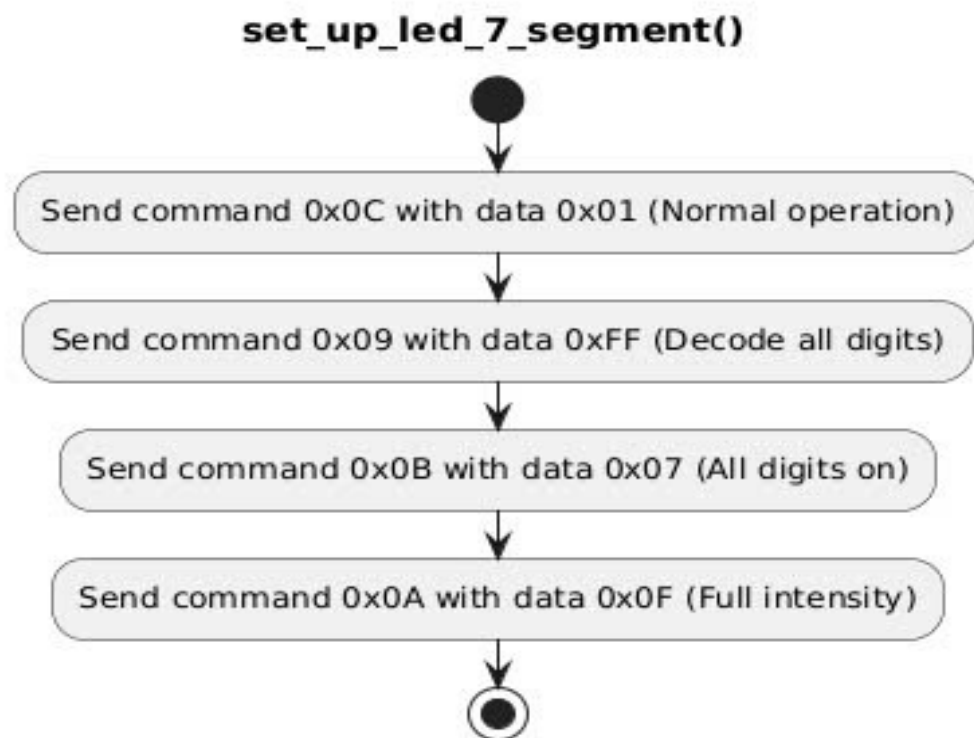 set_up_led_7_segment()
Send command 0x0C with data 0x01 (Normal operation)
Send command 0x09 with data 0xFF (Decode all digits)
Send command 0x0B with data 0x07 (All digits on)
Send command 0x0A with data 0x0F (Full intensity)